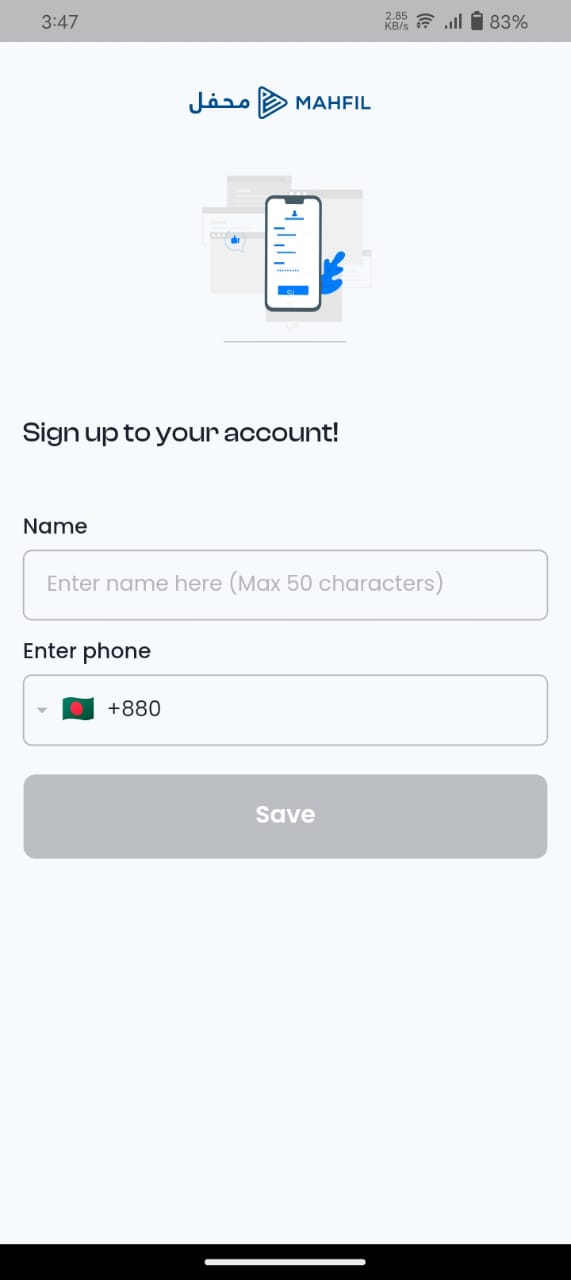 3:47
2.85
KB/s
83%
محفل MAHFIL
Sign up to your account!
Name
Enter name here (Max 50 characters)
Enter phone
+880
Save